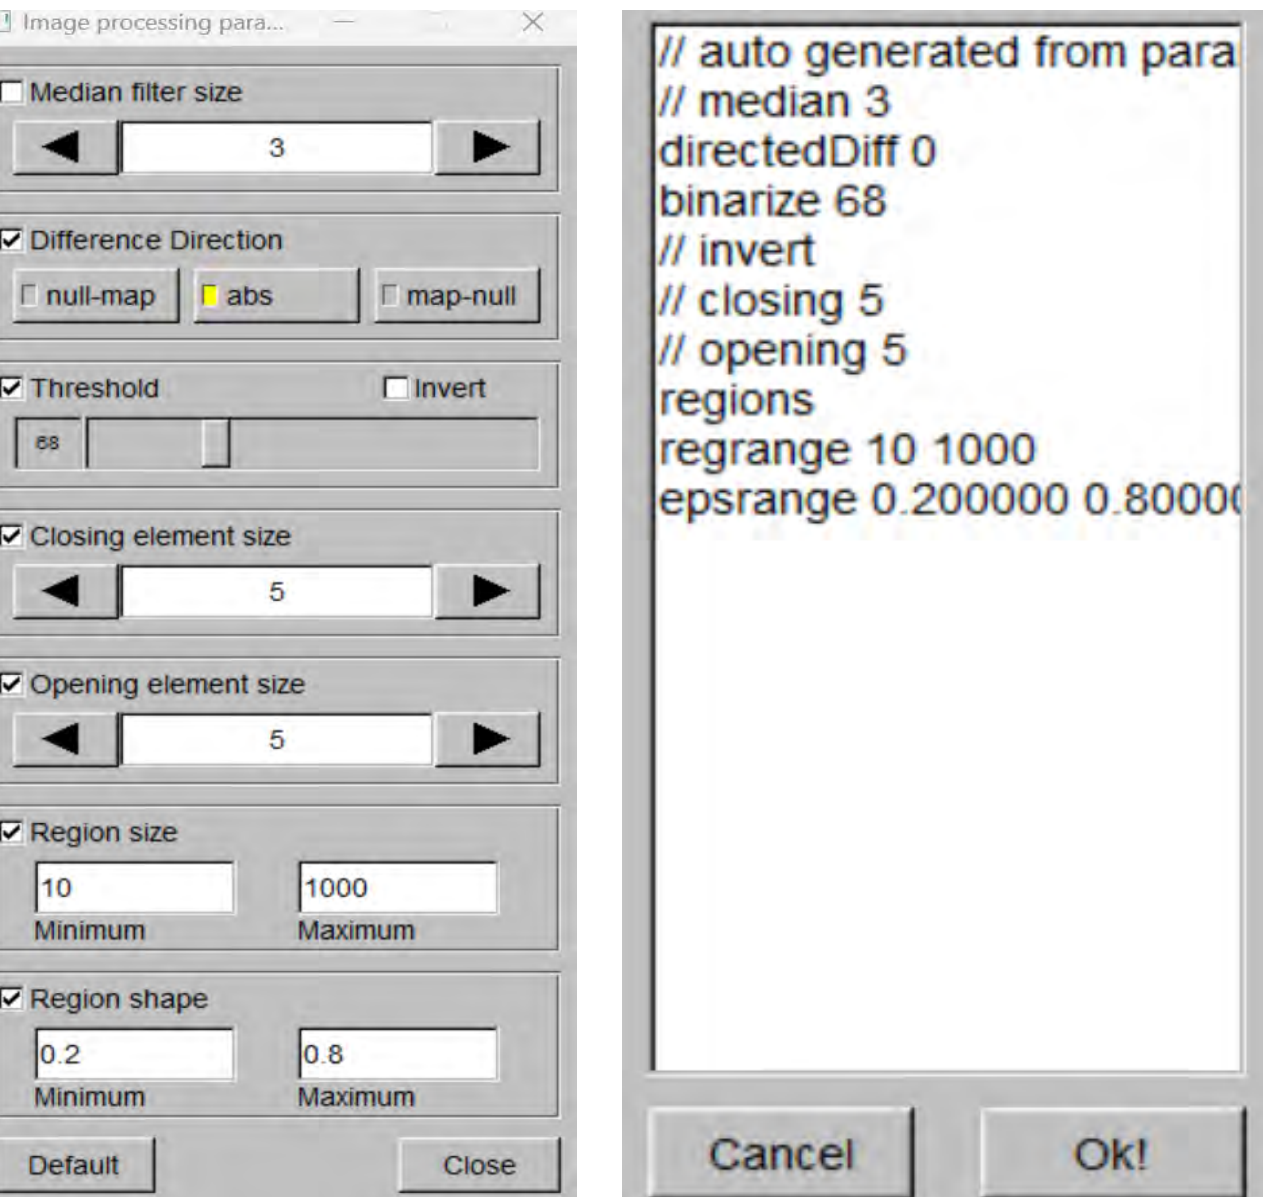 Image processing para...
Median filter size
3
Difference Direction
null-map abs map-null
Threshold Invert
68
Closing element size
5
Opening element size
5
Region size
10 1000
Minimum Maximum
Region shape
0.2 0.8
Minimum Maximum
Default Close
// auto generated from para
// median 3
directedDiff 0
binarize 68
// invert
// closing 5
// opening 5
regions
regrange 10 1000
epsrange 0.200000 0.80000
Cancel Ok!